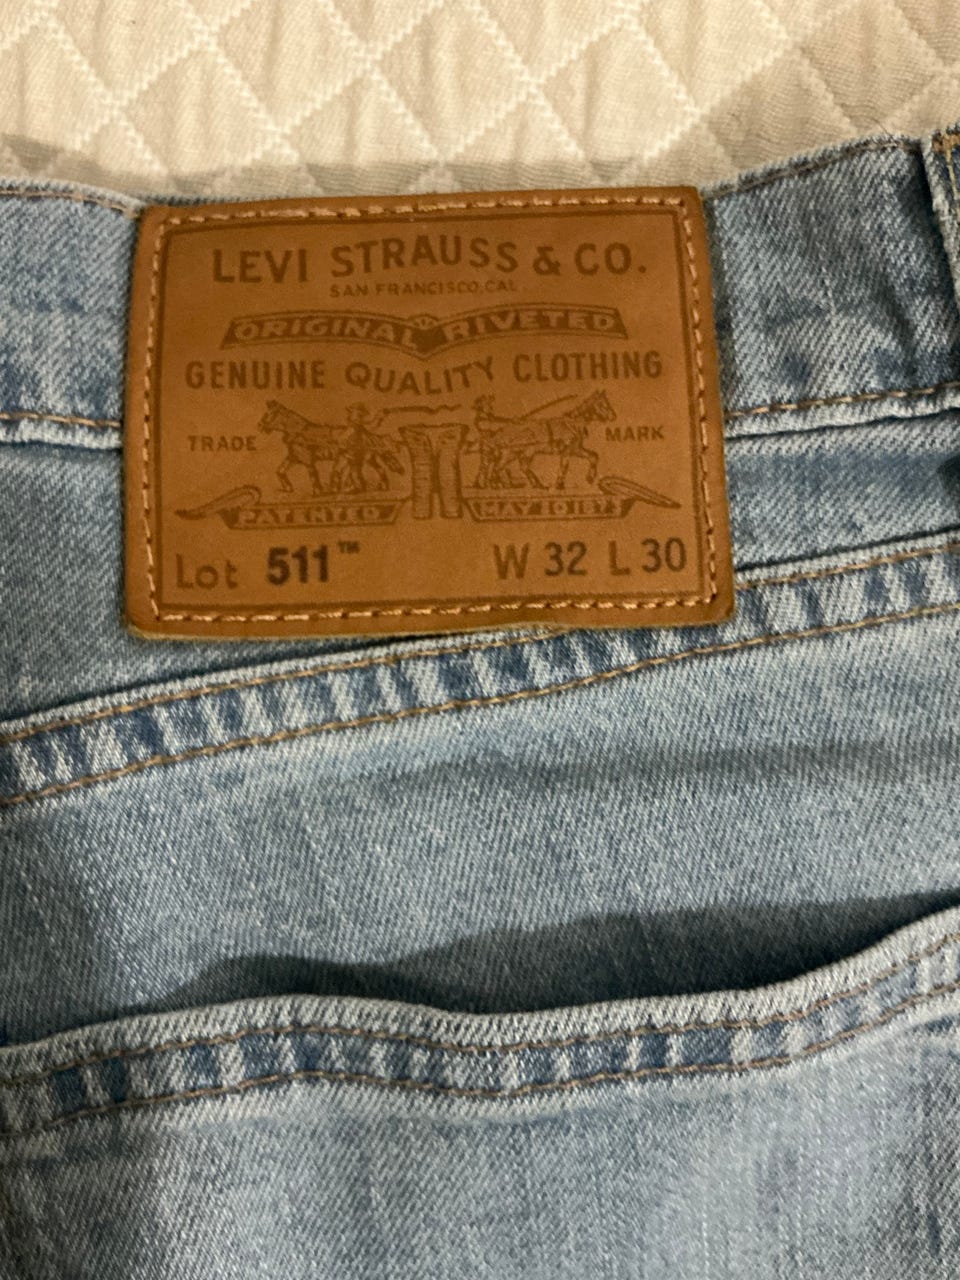 LEVI STRAUSS & CO.
SAN FRANCISCO, CAL.
ORIGINAL RIVETED
GENUINE QUALITY CLOTHING
TRADE MARK
PATENTED MAY 20 1873
Lot 511™ W 32 L 30